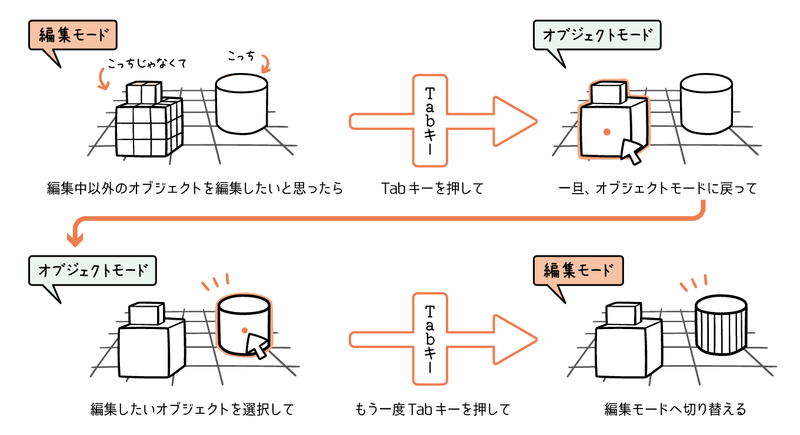 編集モード
こっちじゃなくて
こっち
Tabキー
オブジェクトモード
編集中以外のオブジェクトを編集したいと思ったら
Tabキーを押して
一旦、オブジェクトモードに戻って
オブジェクトモード
Tabキー
編集モード
編集したいオブジェクトを選択して
もう一度Tabキーを押して
編集モードへ切り替える